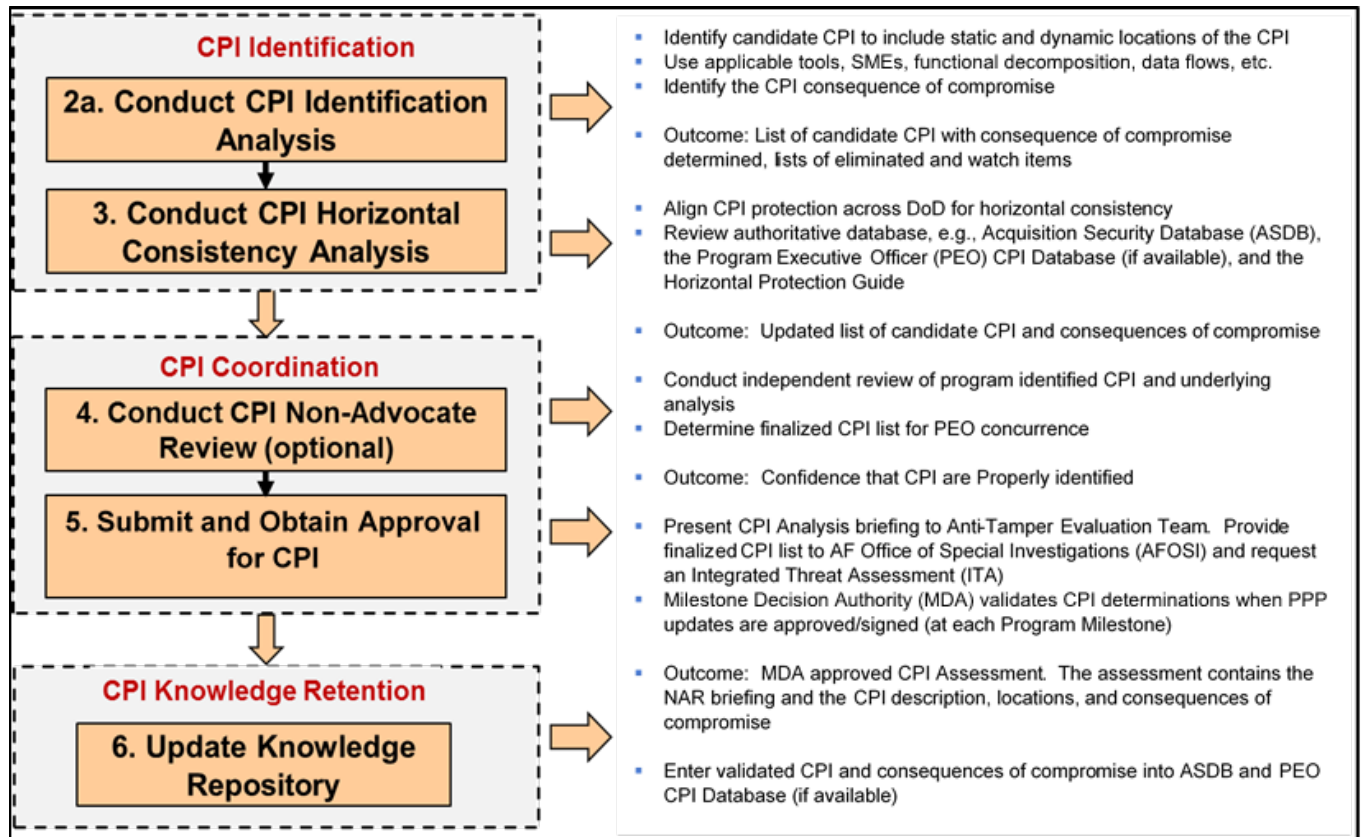 CPI Identification
2a. Conduct CPI Identification
Analysis
3. Conduct CPI Horizontal
Consistency Analysis
CPI Coordination
4. Conduct CPI Non-Advocate
Review (optional)
5. Submit and Obtain Approval
for CPI
CPI Knowledge Retention
6. Update Knowledge
Repository
▪ Identify candidate CPI to include static and dynamic locations of the CPI
▪ Use applicable tools, SMEs, functional decomposition, data flows, etc.
▪ Identify the CPI consequence of compromise
▪ Outcome: List of candidate CPI with consequence of compromise
determined, lists of eliminated and watch items
▪ Align CPI protection across DoD for horizontal consistency
▪ Review authoritative database, e.g., Acquisition Security Database (ASDB),
the Program Executive Officer (PEO) CPI Database (if available), and the
Horizontal Protection Guide
▪ Outcome: Updated list of candidate CPI and consequences of compromise
▪ Conduct independent review of program identified CPI and underlying
analysis
▪ Determine finalized CPI list for PEO concurrence
▪ Outcome: Confidence that CPI are Properly identified
▪ Present CPI Analysis briefing to Anti-Tamper Evaluation Team. Provide
finalized CPI list to AF Office of Special Investigations (AFOSI) and request
an Integrated Threat Assessment (ITA)
▪ Milestone Decision Authority (MDA) validates CPI determinations when PPP
updates are approved/signed (at each Program Milestone)
▪ Outcome: MDA approved CPI Assessment. The assessment contains the
NAR briefing and the CPI description, locations, and consequences of
compromise
▪ Enter validated CPI and consequences of compromise into ASDB and PEO
CPI Database (if available)